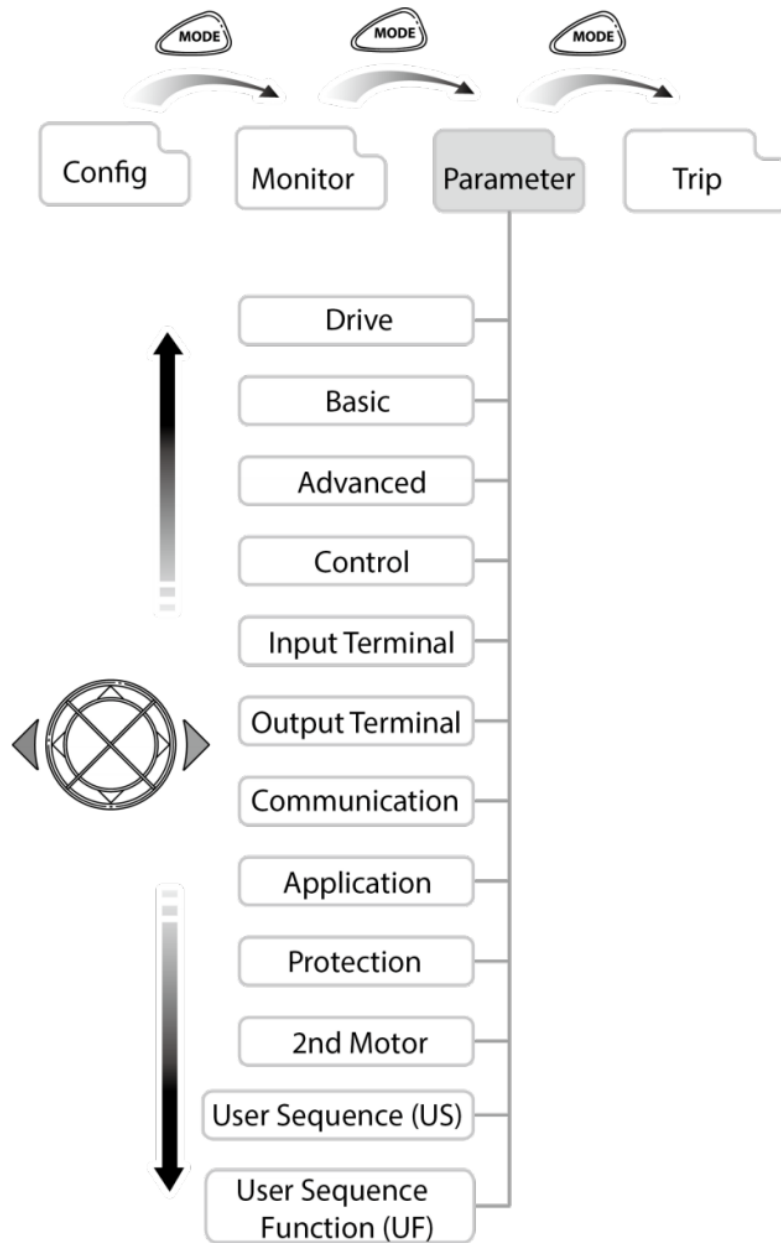 MODE MODE MODE
Config Monitor Parameter Trip
Drive
Basic
Advanced
Control
Input Terminal
Output Terminal
Communication
Application
Protection
2nd Motor
User Sequence (US)
User Sequence
Function (UF)